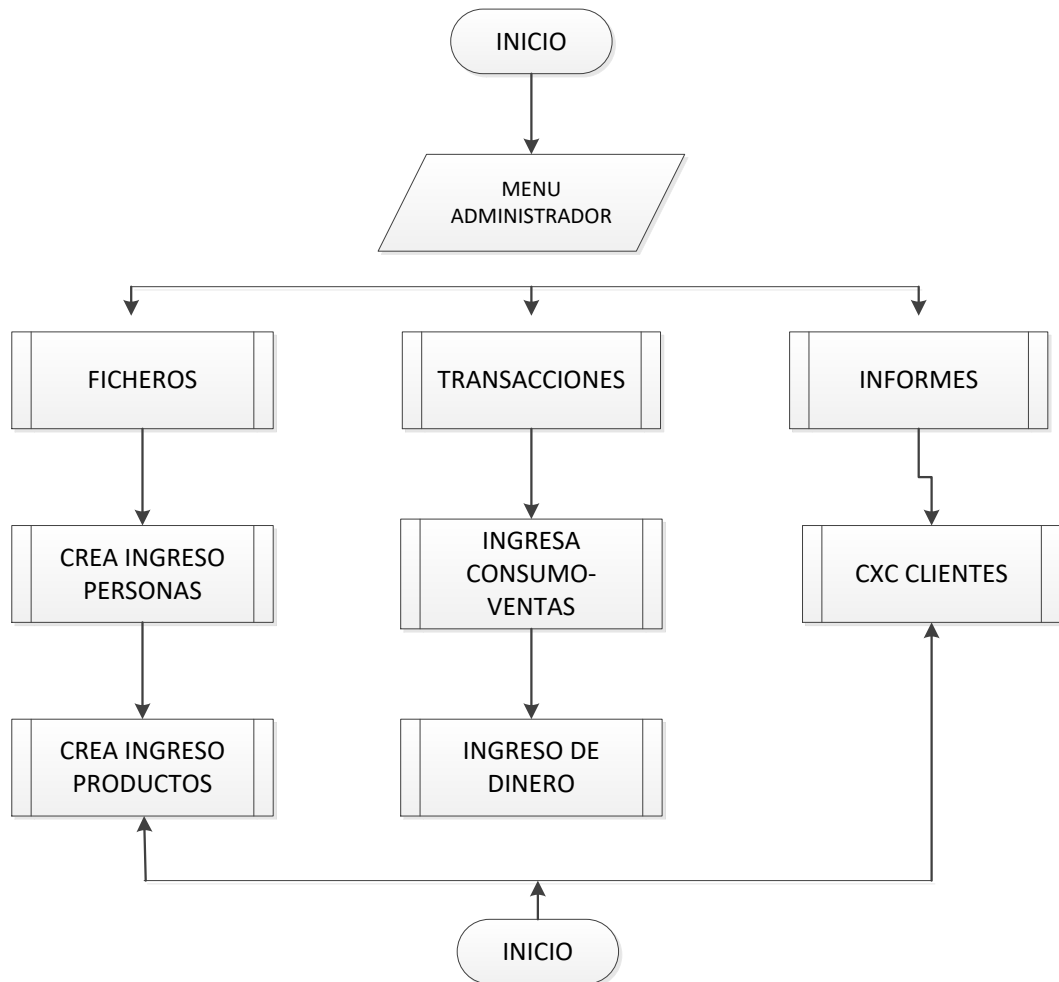 INICIO
MENU
ADMINISTRADOR
FICHEROS
TRANSACCIONES
INFORMES
CREA INGRESO
PERSONAS
INGRESA
CONSUMO-
VENTAS
CXC CLIENTES
CREA INGRESO
PRODUCTOS
INGRESO DE
DINERO
INICIO